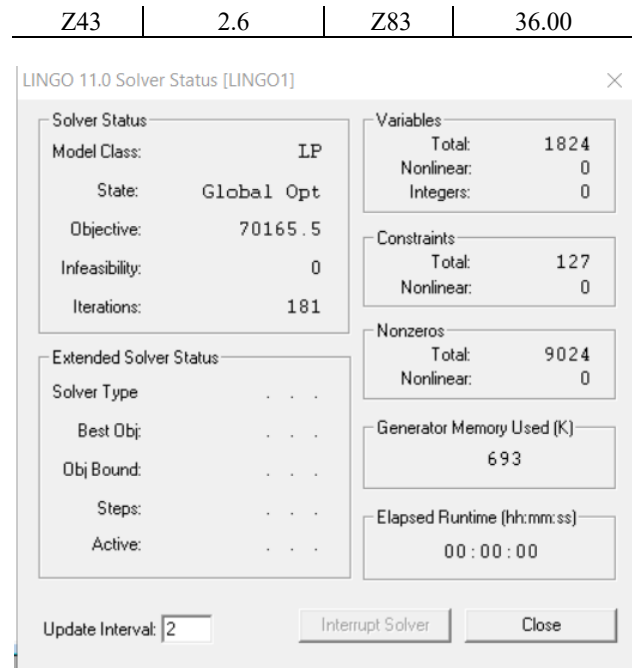 Z43 2.6 Z83 36.00
LINGO 11.0 Solver Status [LINGO1]
Solver Status
Model Class: LP
State: Global Opt
Objective: 70165.5
Infeasibility: 0
Iterations: 181
Extended Solver Status
Solver Type . . .
Best Obj: . . .
Obj Bound: . . .
Steps: . . .
Active: . . .
Variables
Total: 1824
Nonlinear: 0
Integers: 0
Constraints
Total: 127
Nonlinear: 0
Nonzeros
Total: 9024
Nonlinear: 0
Generator Memory Used (K)
693
Elapsed Runtime (hh:mm:ss)
00:00:00
Update Interval: 2
Interrupt Solver
Close